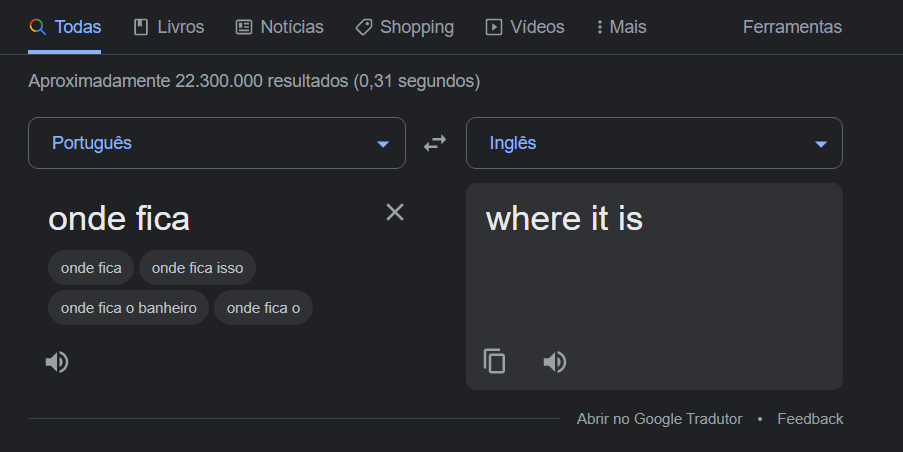 Todas Livros Notícias Shopping Vídeos Mais Ferramentas
Aproximadamente 22.300.000 resultados (0,31 segundos)
Português Inglês
onde fica
where it is
onde fica onde fica isso
onde fica o banheiro onde fica o
Abrir no Google Tradutor • Feedback